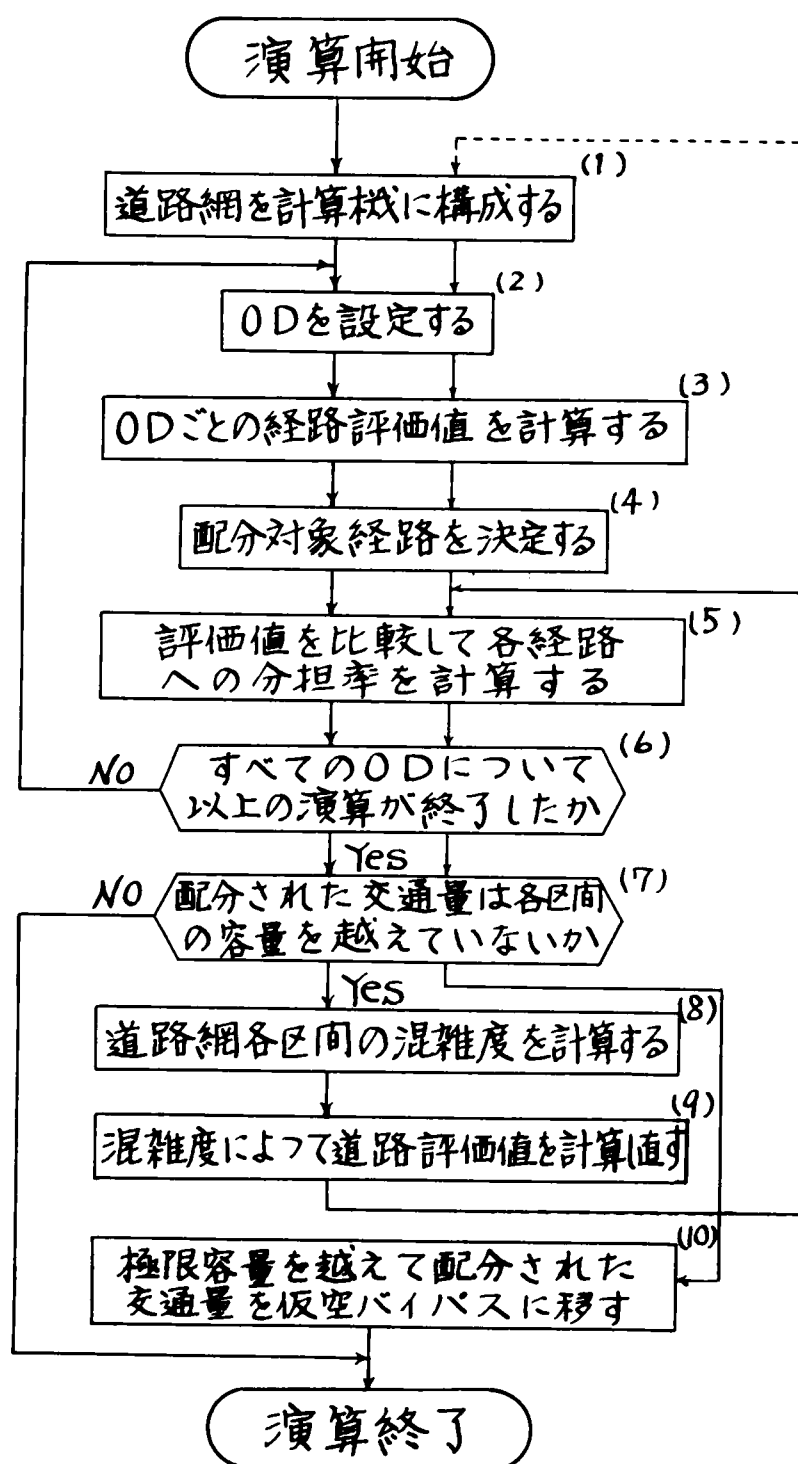 演算開始
(1)
道路網を計算機に構成する
(2)
ODを設定する
(3)
ODごとの経路評価値を計算する
(4)
配分対象経路を決定する
(5)
評価値を比較して各経路
への分担率を計算する
(6)
NO
すべてのODについて
以上の演算が終了したか
Yes
(7)
NO
配分された交通量は各区間
の容量を越えていないか
Yes
(8)
道路網各区間の混雑度を計算する
(9)
混雑度によって道路評価値を計算し直す
(10)
極限容量を越えて配分された
交通量を仮空バイパスに移す
演算終了